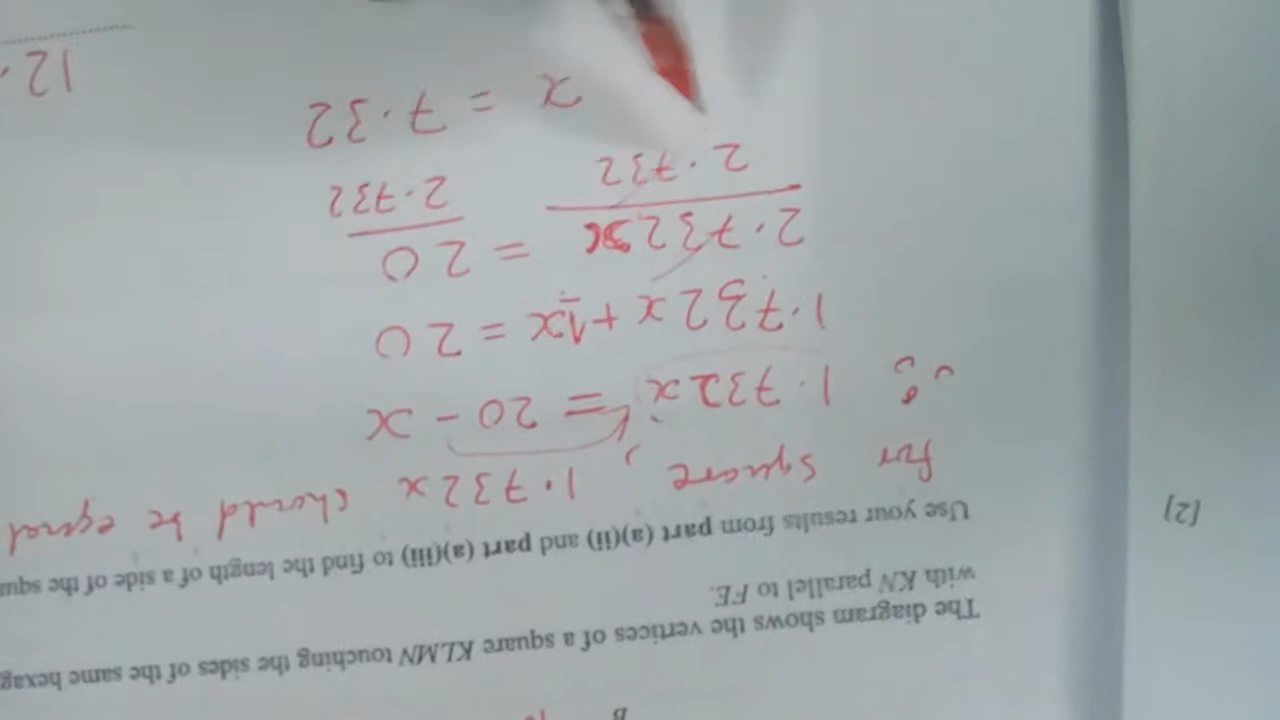 B
The diagram shows the vertices of a square KLMN touching the sides of the same
with KN parallel to FE.
Use your results from part (a)(ii) and part (a)(iii) to find the length of a side of the
[2]
for square, 1.732x should be equal
∴ 1.732x = 20 - x
1.732x + 1x = 20
2.732x = 20
2.732 2.732
x = 7.32
12.